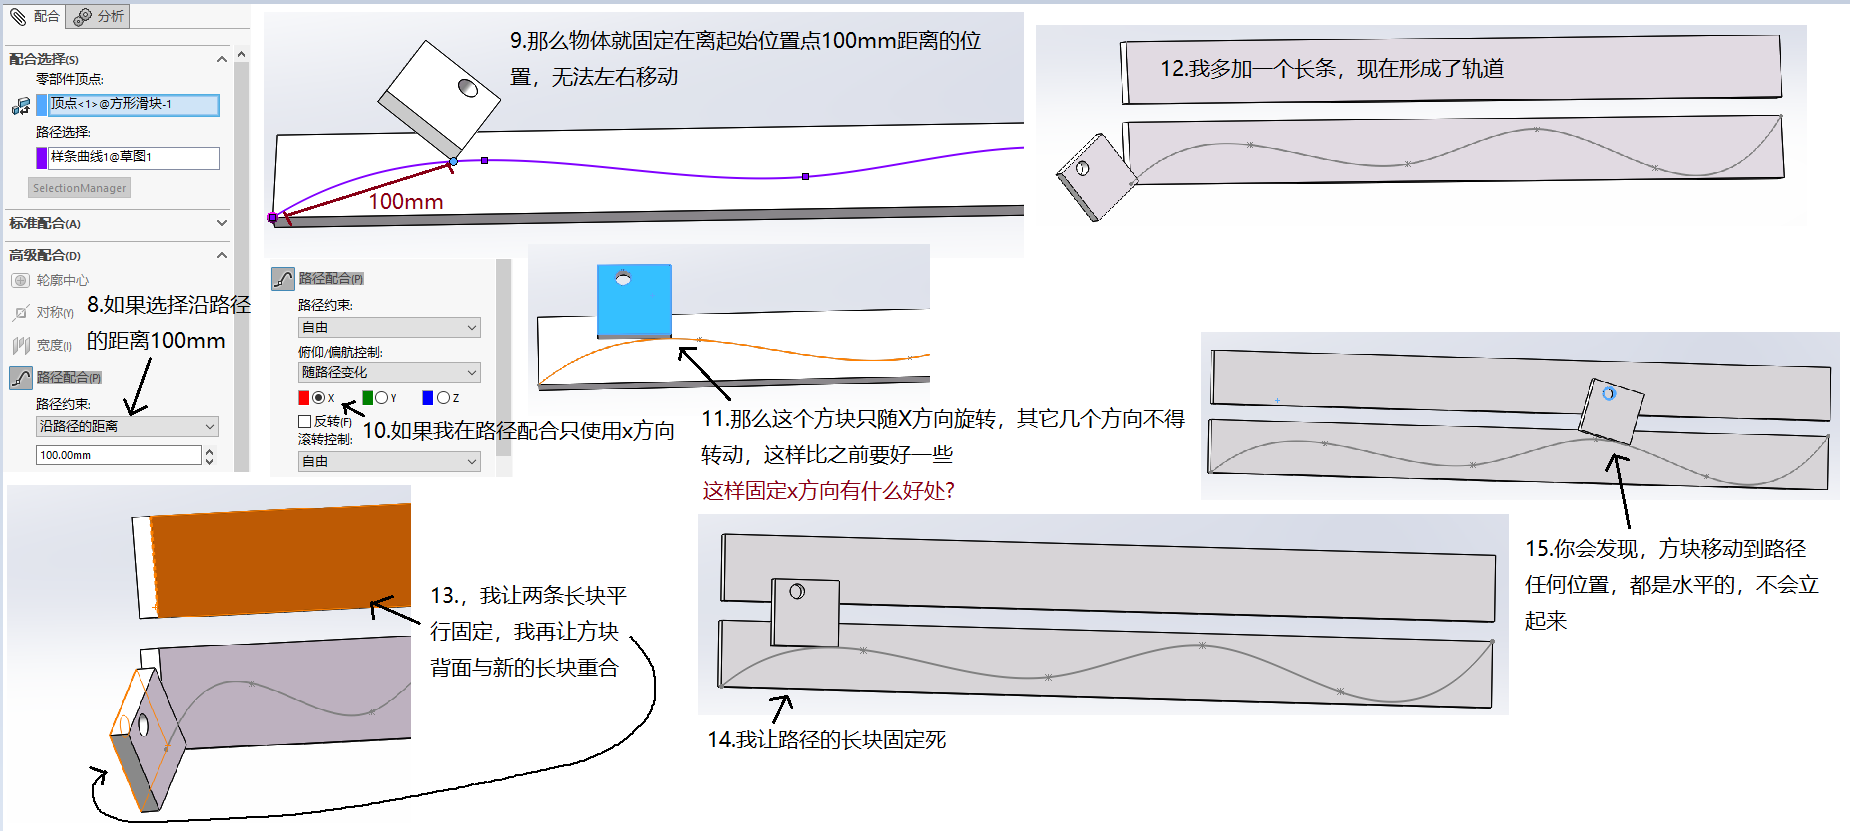 配合
分析
配合选择(S)
零部件顶点:
顶点<1>@方形滑块-1
路径选择:
样条曲线1@草图1
SelectionManager
标准配合(A)
高级配合(D)
轮廓中心
对称(Y)
宽度(I)
路径配合(P)
路径约束:
沿路径的距离
100.00mm
8.如果选择沿路径
的距离100mm
9.那么物体就固定在离起始位置点100mm距离的位
置，无法左右移动
100mm
路径配合(P)
路径约束:
自由
俯仰/偏航控制:
随路径变化
X
Y
Z
反转(F)
滚转控制:
自由
10.如果我在路径配合只使用x方向
11.那么这个方块只随X方向旋转，其它几个方向不得
转动，这样比之前要好一些
这样固定x方向有什么好处?
12.我多加一个长条，现在形成了轨道
13.，我让两条长块平
行固定，我再让方块
背面与新的长块重合
14.我让路径的长块固定死
15.你会发现，方块移动到路径
任何位置，都是水平的，不会立
起来